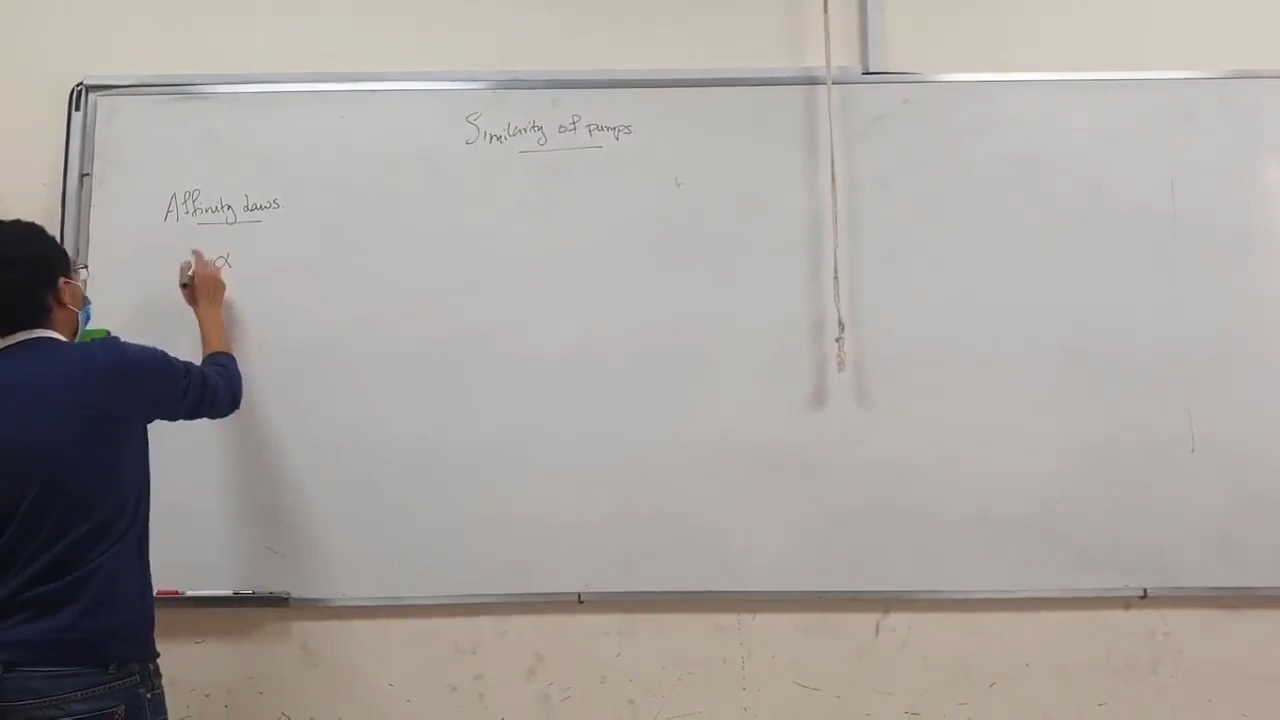 Similarity of pumps
Affinity Laws
α